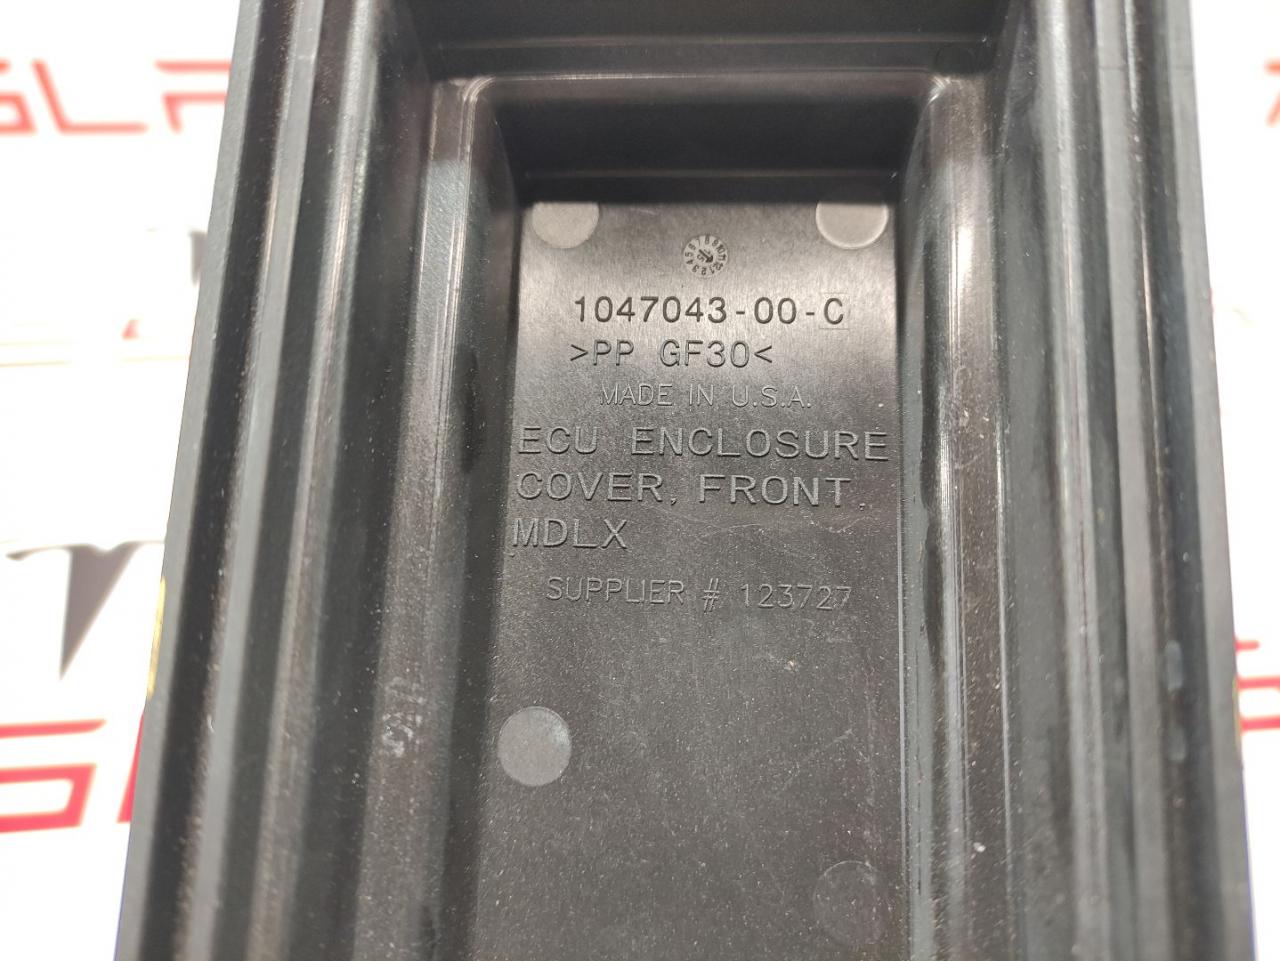 1047043-00-C
>PP GF30<
MADE IN U.S.A.
ECU ENCLOSURE
COVER, FRONT
MDLX
SUPPLIER # 123727